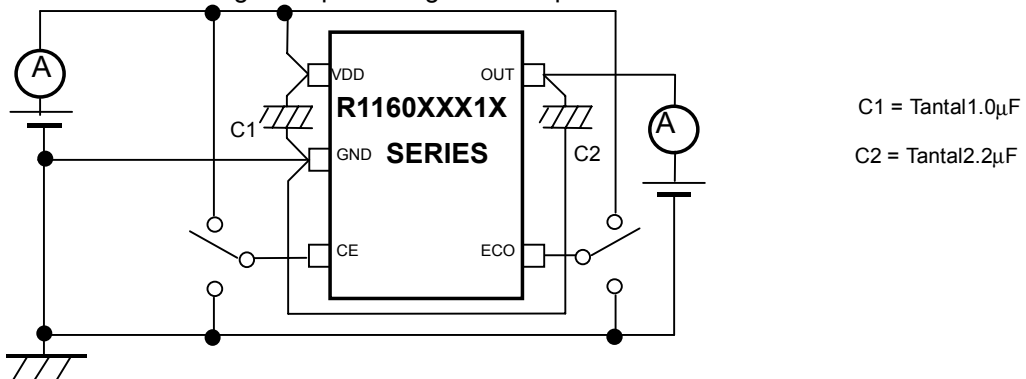 A
VDD
OUT
R1160XXX1X
C1
GND
SERIES
C2
A
CE
ECO
C1 = Tantal1.0μF
C2 = Tantal2.2μF